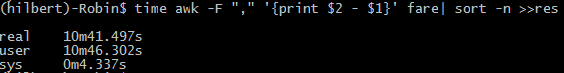 (hilbert)-Robin$ time awk -F "," '{print $2 - $1}' fare| sort -n >>res
real 10m41.497s
user 10m46.302s
sys 0m4.337s